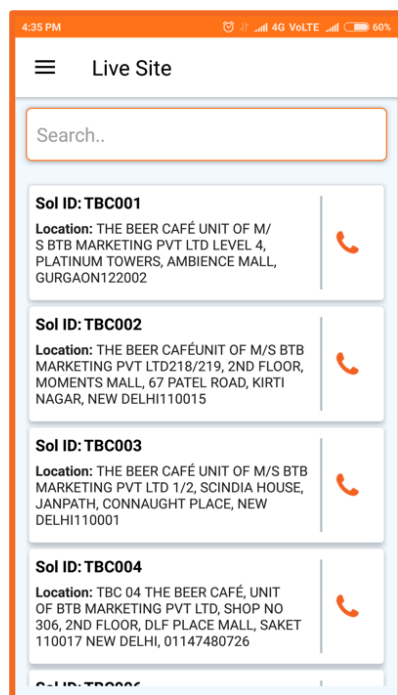 4:35 PM 4G VoLTE 60%
Live Site
Search..
Sol ID: TBC001
Location: THE BEER CAFÉ UNIT OF M/
S BTB MARKETING PVT LTD LEVEL 4,
PLATINUM TOWERS, AMBIENCE MALL,
GURGAON122002
Sol ID: TBC002
Location: THE BEER CAFÉUNIT OF M/S BTB
MARKETING PVT LTD218/219, 2ND FLOOR,
MOMENTS MALL, 67 PATEL ROAD, KIRTI
NAGAR, NEW DELHI110015
Sol ID: TBC003
Location: THE BEER CAFÉ UNIT OF M/S BTB
MARKETING PVT LTD 1/2, SCINDIA HOUSE,
JANPATH, CONNAUGHT PLACE, NEW
DELHI110001
Sol ID: TBC004
Location: TBC 04 THE BEER CAFÉ, UNIT
OF BTB MARKETING PVT LTD, SHOP NO
306, 2ND FLOOR, DLF PLACE MALL, SAKET
110017 NEW DELHI, 01147480726
Sol ID: